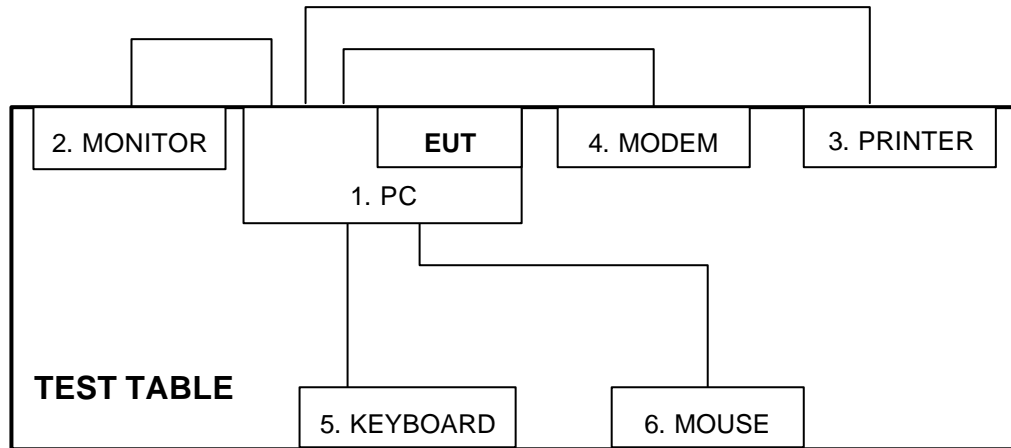 2. MONITOR
EUT
4. MODEM
3. PRINTER
1. PC
TEST TABLE
5. KEYBOARD
6. MOUSE